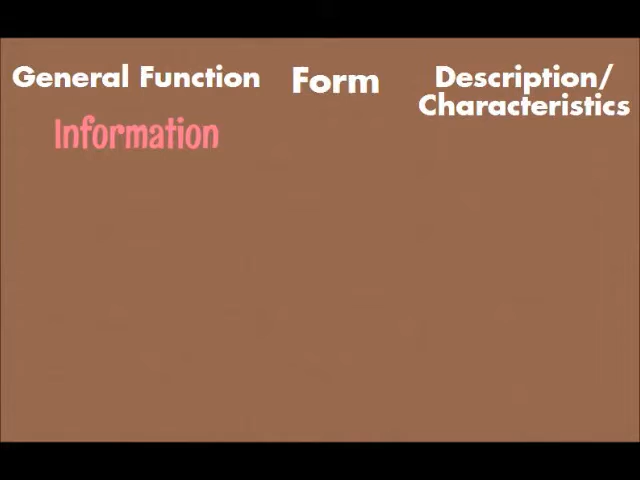 General Function
Form
Description/
Characteristics
Information